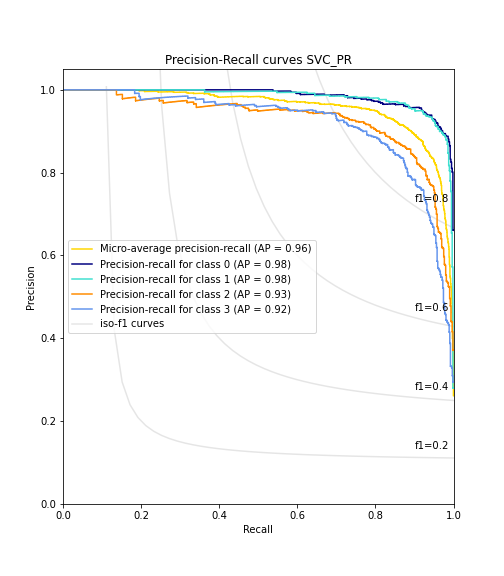 Precision-Recall curves SVC_PR
1.0
0.8
0.6
0.4
0.2
0.0
Precision
f1=0.8
f1=0.6
f1=0.4
f1=0.2
Micro-average precision-recall (AP = 0.96)
Precision-recall for class 0 (AP = 0.98)
Precision-recall for class 1 (AP = 0.98)
Precision-recall for class 2 (AP = 0.93)
Precision-recall for class 3 (AP = 0.92)
iso-f1 curves
0.0 0.2 0.4 0.6 0.8 1.0
Recall